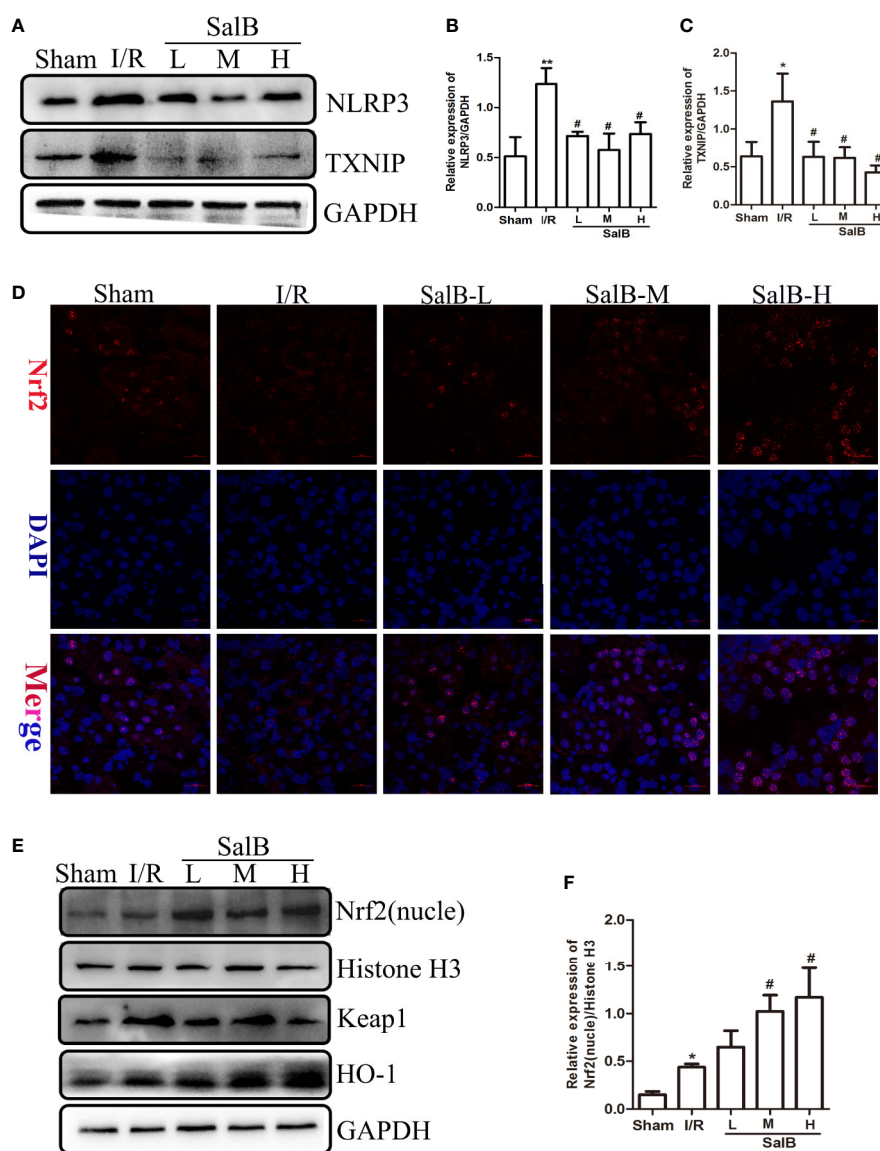 A
SalB
Sham I/R L M H
NLRP3
TXNIP
GAPDH
B
Relative expression of
NLRP3/GAPDH
1.5
1.0
0.5
0.0
**
#
#
#
Sham I/R L M H
SalB
C
Relative expression of
TXNIP/GAPDH
2.0
1.5
1.0
0.5
0.0
*
#
#
#
Sham I/R L M H
SalB
D
Sham I/R SalB-L SalB-M SalB-H
Nrf2
DAPI
Merge
E
SalB
Sham I/R L M H
Nrf2(nucle)
Histone H3
Keap1
HO-1
GAPDH
F
Relative expression of
Nrf2(nucle)/Histone H3
2.0
1.5
1.0
0.5
0.0
*
#
#
Sham I/R L M H
SalB